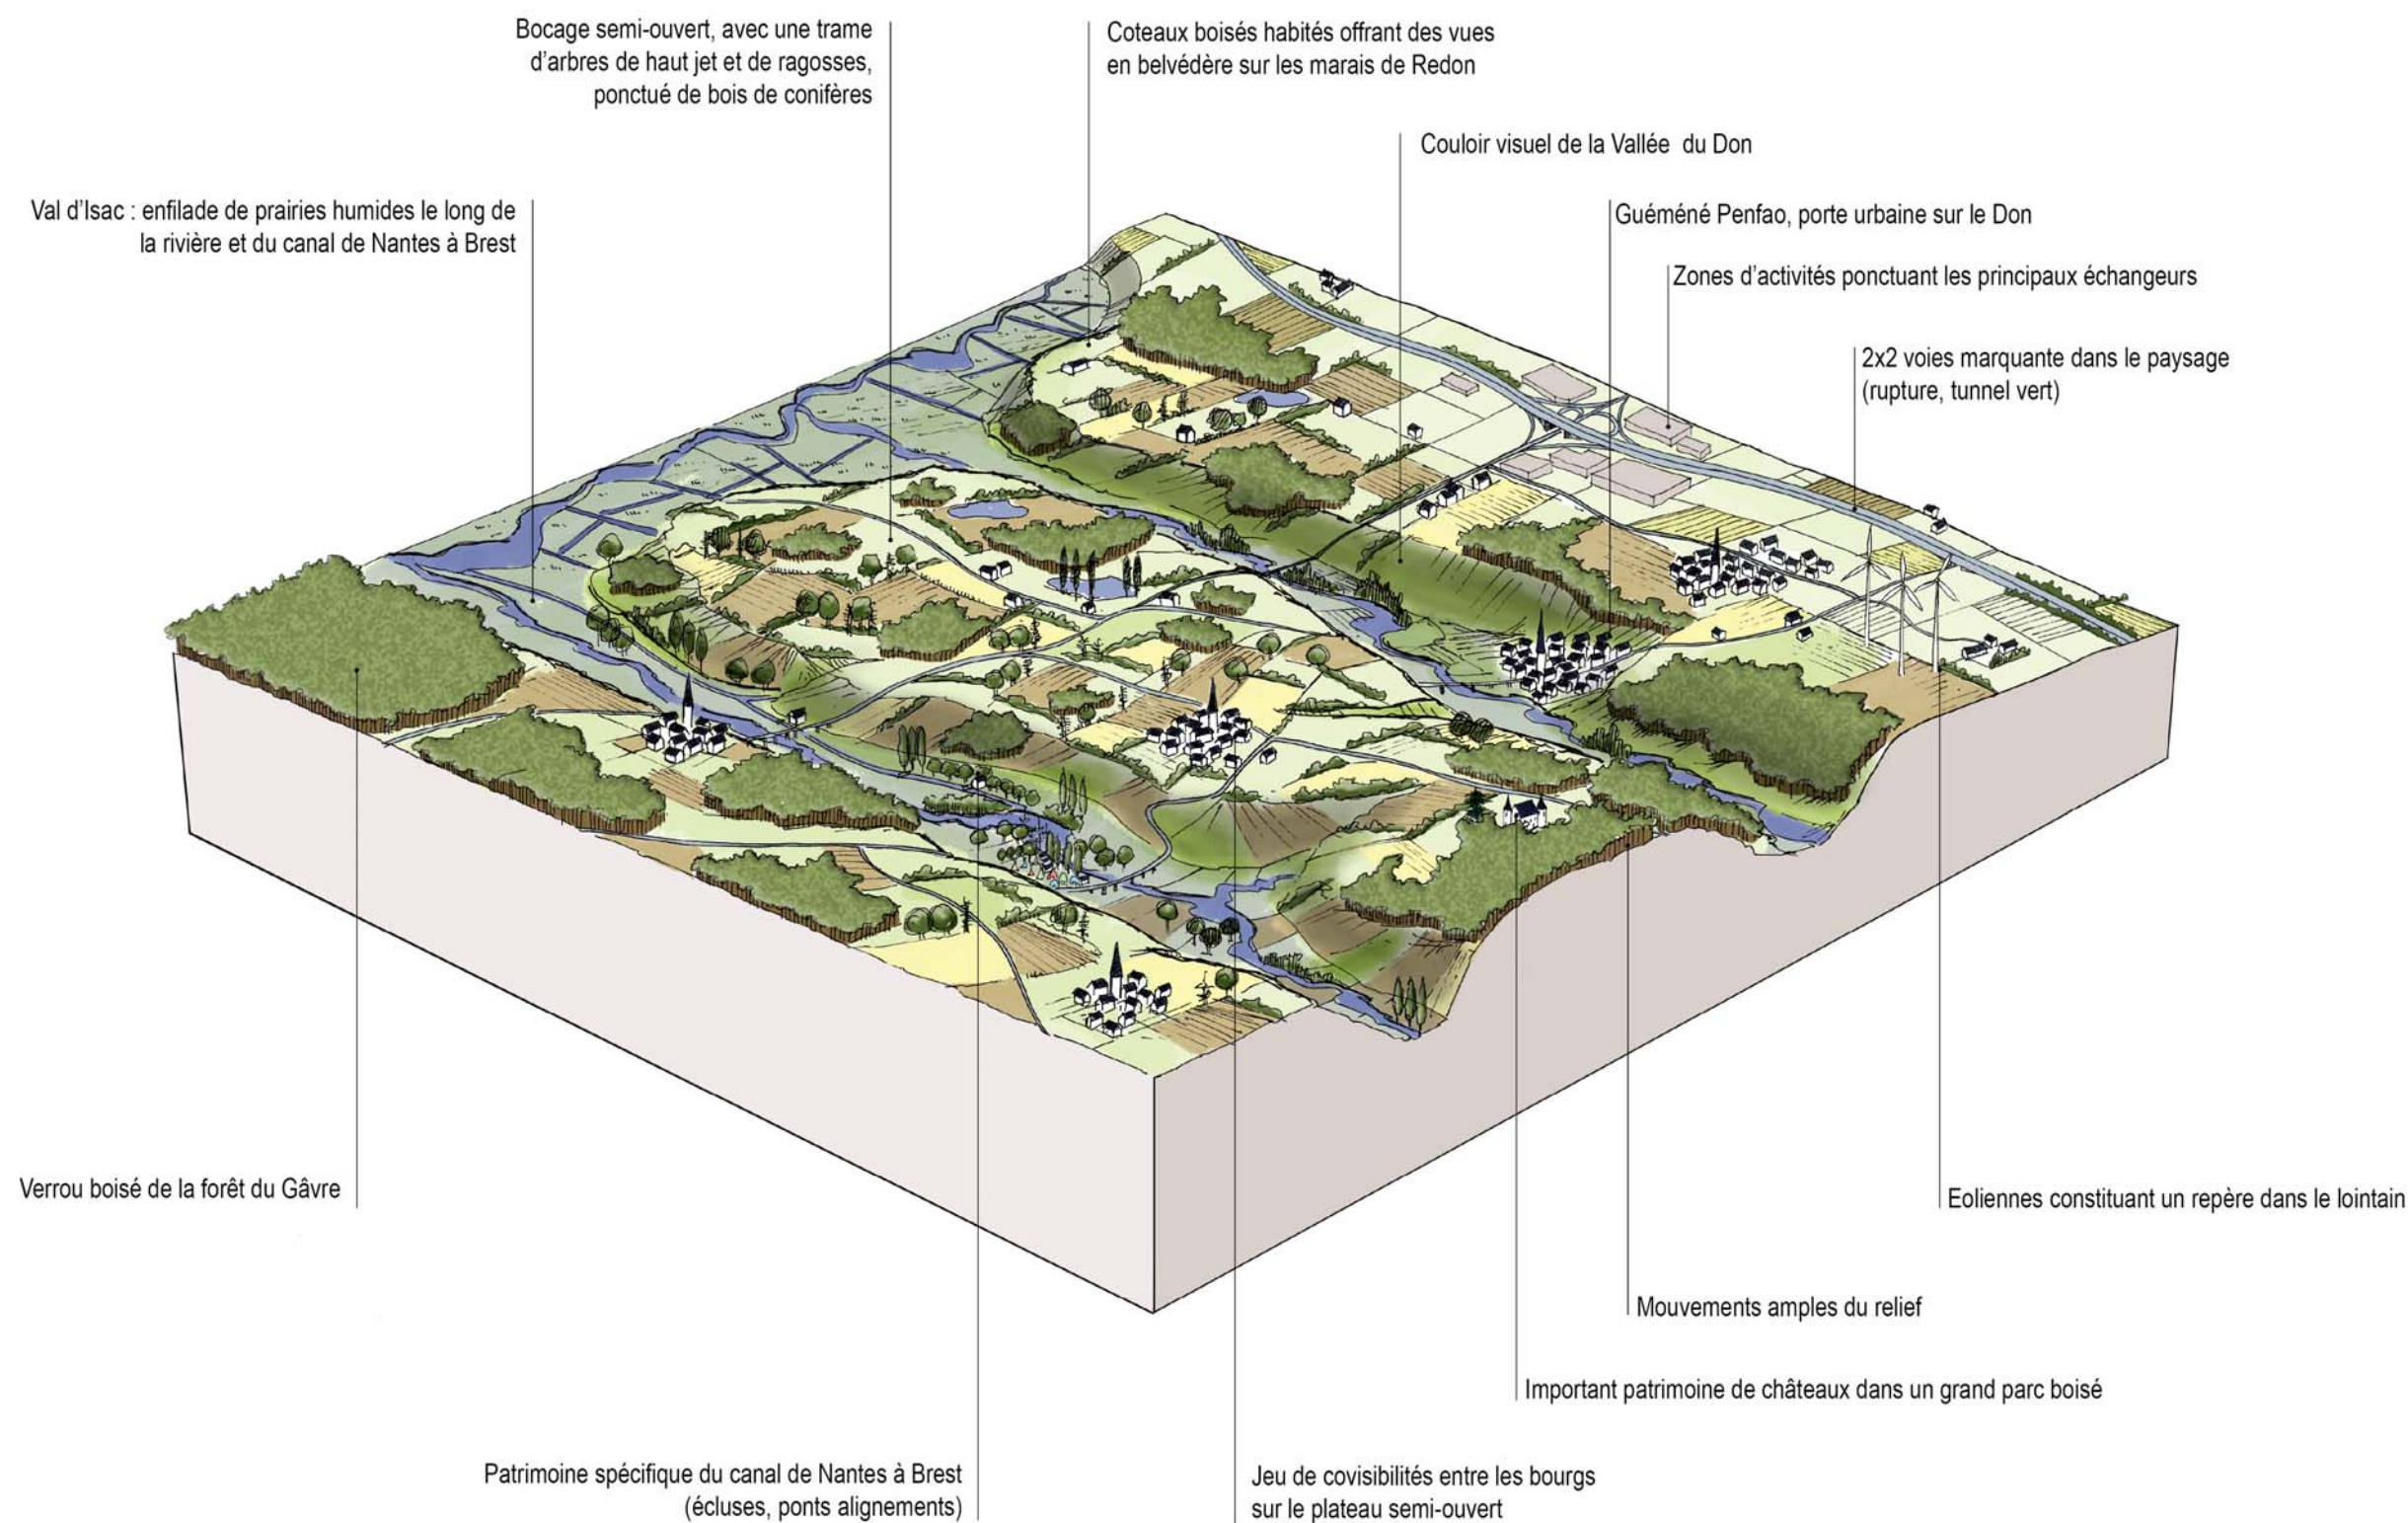 Bocage semi-ouvert, avec une trame
d'arbres de haut jet et de ragosses,
ponctué de bois de conifères
Coteaux boisés habités offrant des vues
en belvédère sur les marais de Redon
Couloir visuel de la Vallée du Don
Val d'Isac : enfilade de prairies humides le long de
la rivière et du canal de Nantes à Brest
Guéméné Penfao, porte urbaine sur le Don
Zones d'activités ponctuant les principaux échangeurs
2x2 voies marquante dans le paysage
(rupture, tunnel vert)
Verrou boisé de la forêt du Gâvre
Eoliennes constituant un repère dans le lointain
Mouvements amples du relief
Important patrimoine de châteaux dans un grand parc boisé
Patrimoine spécifique du canal de Nantes à Brest
(écluses, ponts alignements)
Jeu de covisibilités entre les bourgs
sur le plateau semi-ouvert